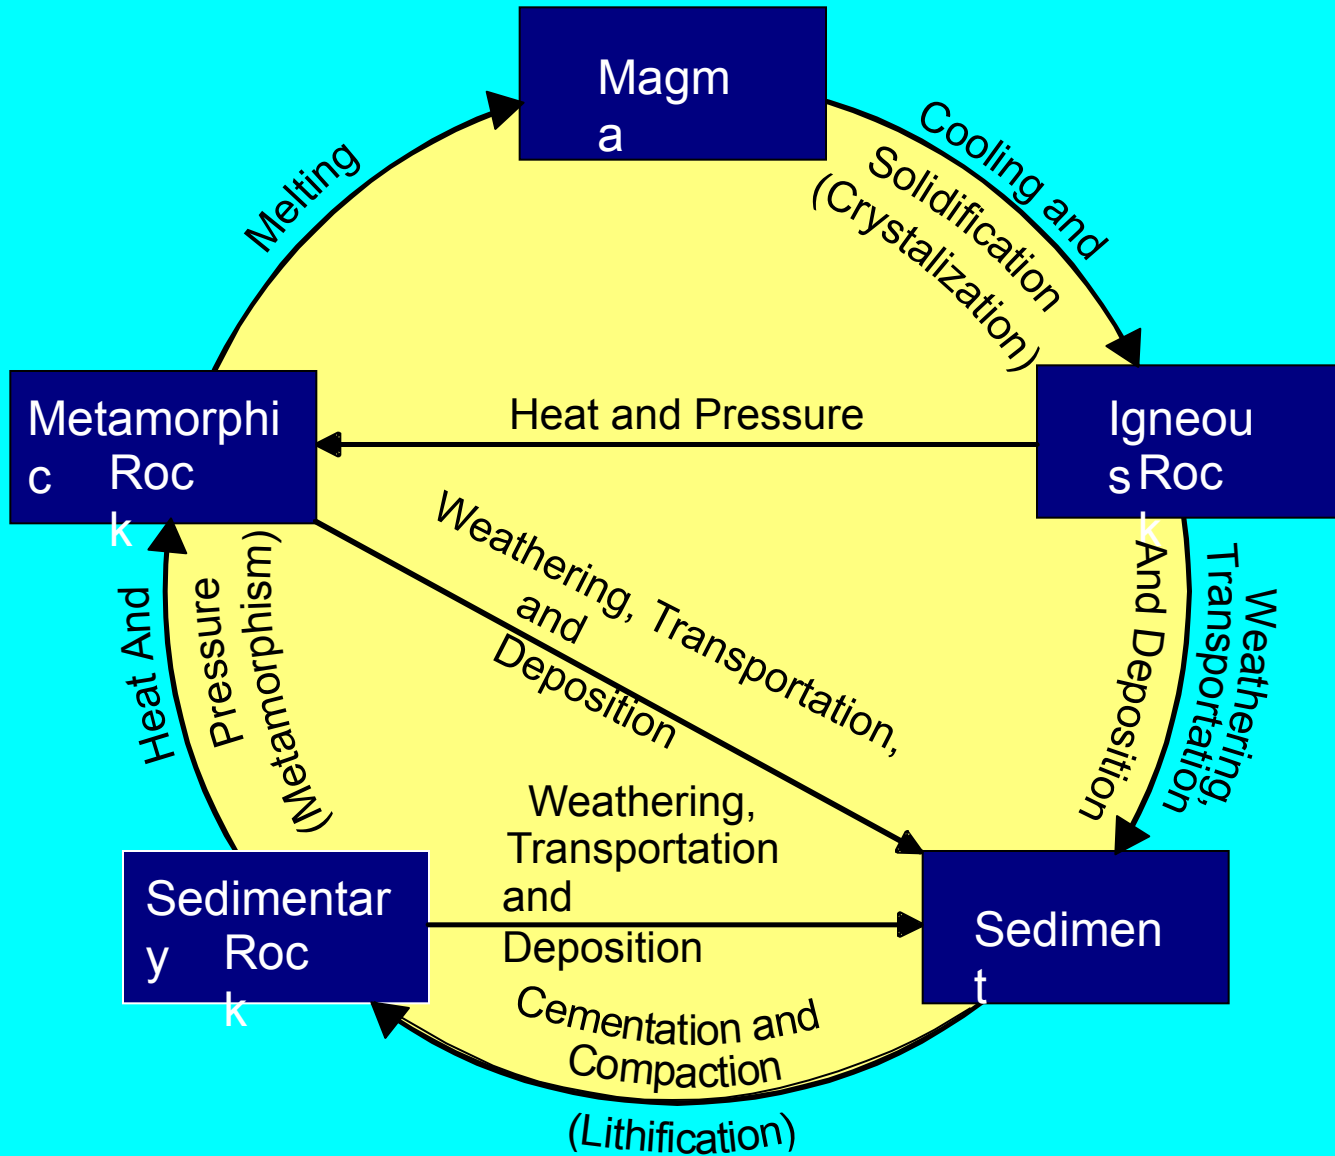 Magm
a
Cooling and
Solidification
(Crystalization)
Melting
Metamorphi
c
Roc
k
Heat and Pressure
Igneou
s
Roc
k
Weathering, Transportation,
and
Deposition
Weathering,
Transportation
And Deposition
Heat And
Pressure
(Metamorphism)
Weathering,
Transportation
and
Deposition
Sedimentar
y
Roc
k
Sedimen
t
Cementation and
Compaction
(Lithification)